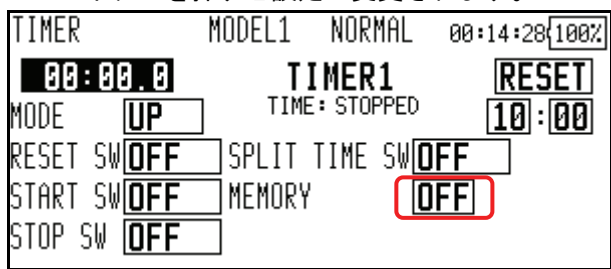 TIMER MODEL1 NORMAL 00:14:28 100%
00:00.0 TIMER1 RESET
TIME: STOPPED
MODE UP 10:00
RESET SW OFF SPLIT TIME SW OFF
START SW OFF MEMORY OFF
STOP SW OFF